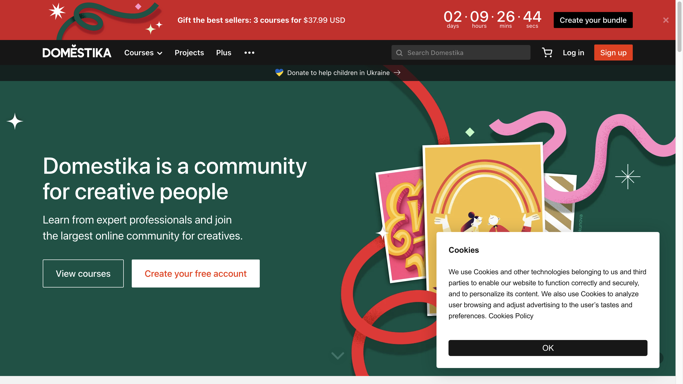 Gift the best sellers: 3 courses for $37.99 USD
02 · 09 · 26 · 44
days hours mins secs
Create your bundle
DOMESTIKA
Courses
Projects
Plus
Search Domestika
Log in
Sign up
Donate to help children in Ukraine
Domestika is a community
for creative people
Learn from expert professionals and join
the largest online community for creatives.
View courses
Create your free account
Cookies
We use Cookies and other technologies belonging to us and third
parties to enable our website to function correctly and securely,
and to personalize its content. We also use Cookies to analyze
user browsing and adjust advertising to the user's tastes and
preferences. Cookies Policy
OK